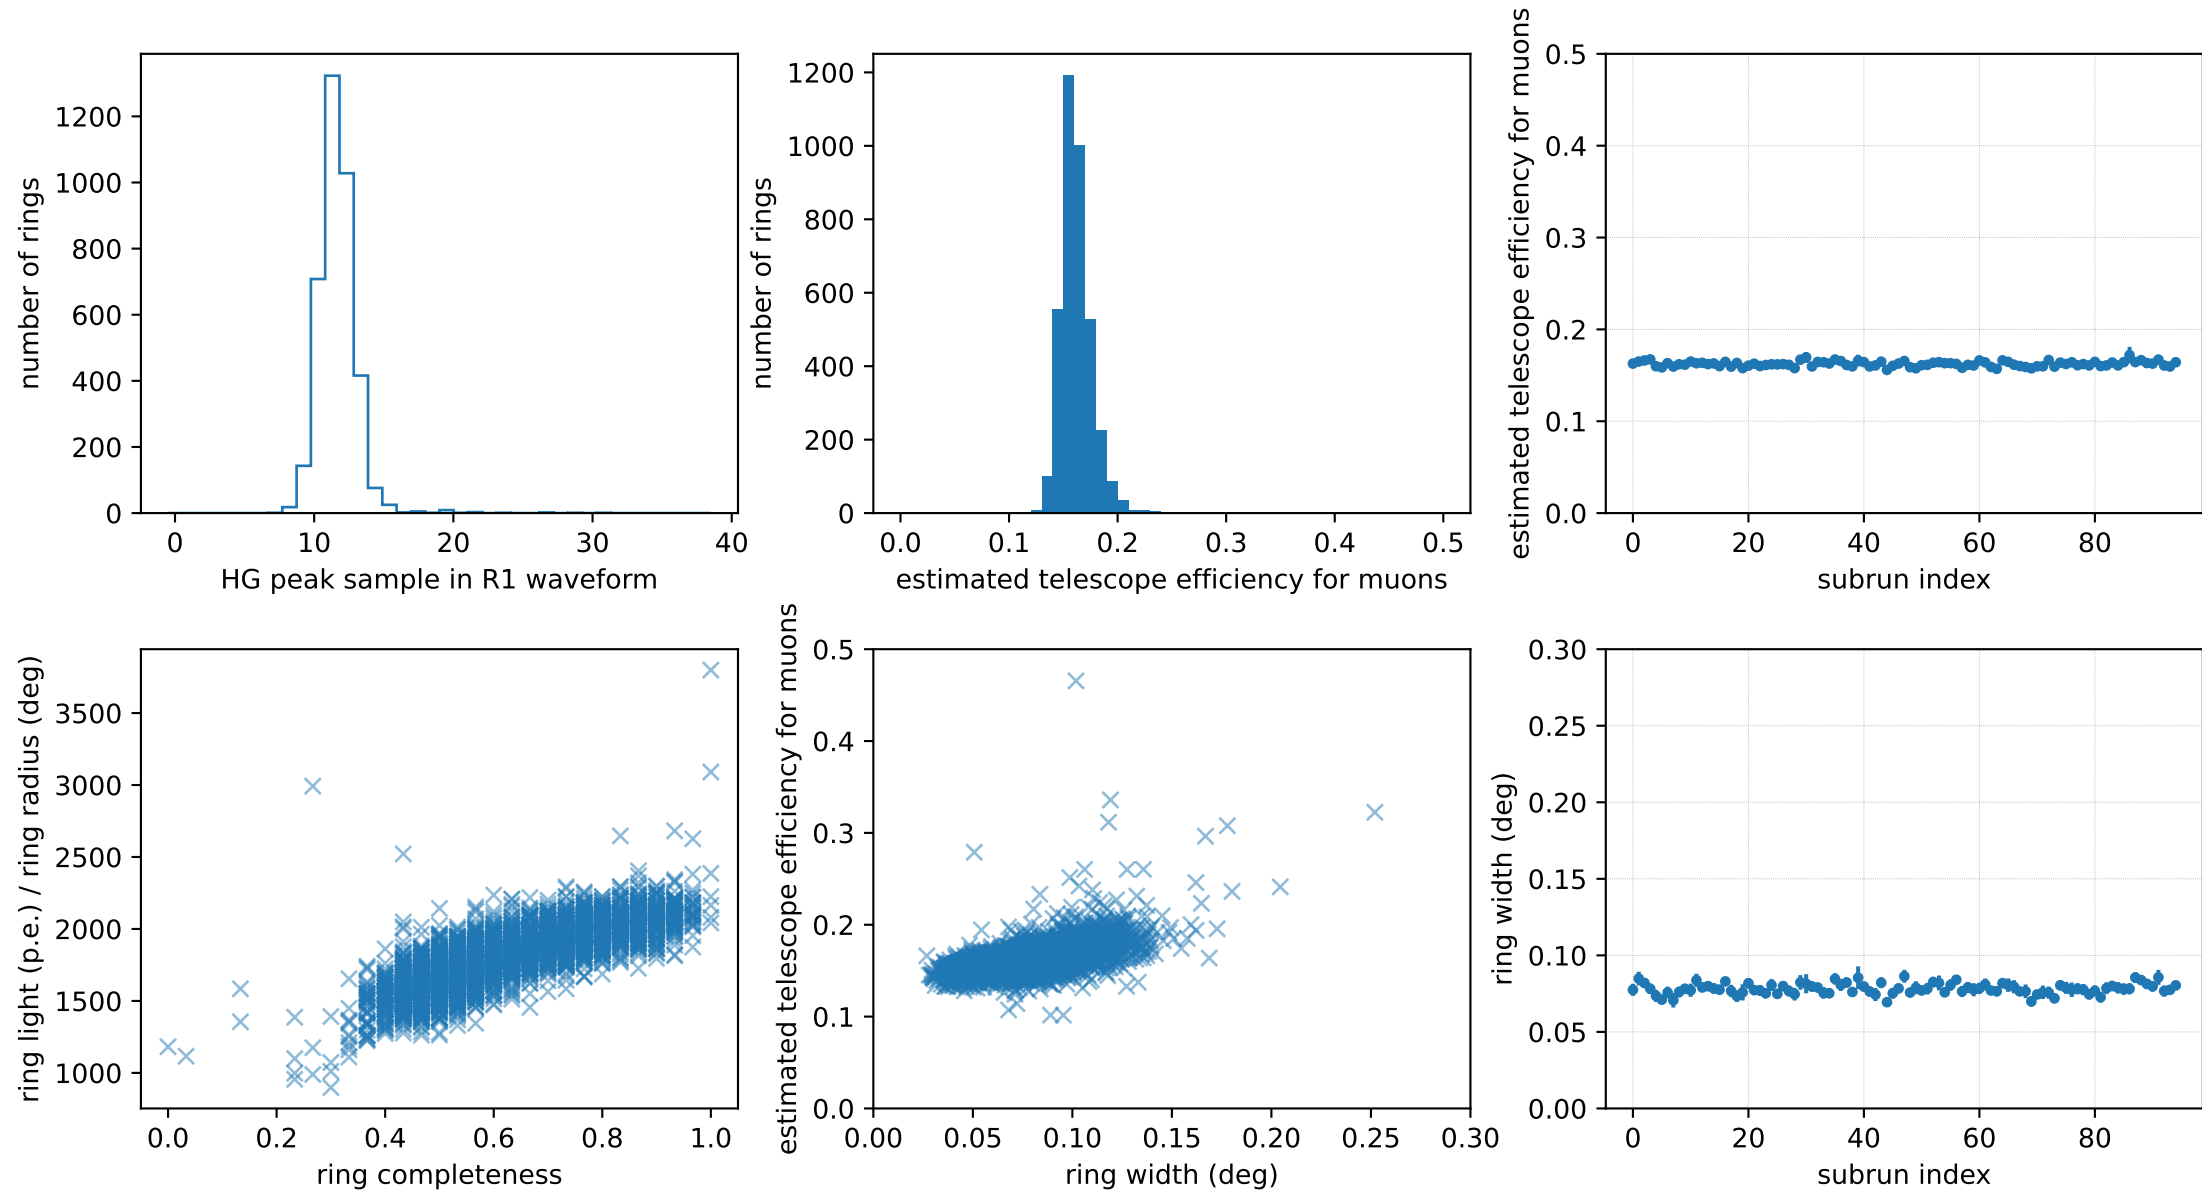 number of rings
1200
1000
800
600
400
200
0
0 10 20 30 40
HG peak sample in R1 waveform
number of rings
1200
1000
800
600
400
200
0
0.0 0.1 0.2 0.3 0.4 0.5
estimated telescope efficiency for muons
estimated telescope efficiency for muons
0.5
0.4
0.3
0.2
0.1
0.0
0 20 40 60 80
subrun index
ring light (p.e.) / ring radius (deg)
3500
3000
2500
2000
1500
1000
0.0 0.2 0.4 0.6 0.8 1.0
ring completeness
estimated telescope efficiency for muons
0.5
0.4
0.3
0.2
0.1
0.0
0.00 0.05 0.10 0.15 0.20 0.25 0.30
ring width (deg)
ring width (deg)
0.30
0.25
0.20
0.15
0.10
0.05
0.00
0 20 40 60 80
subrun index